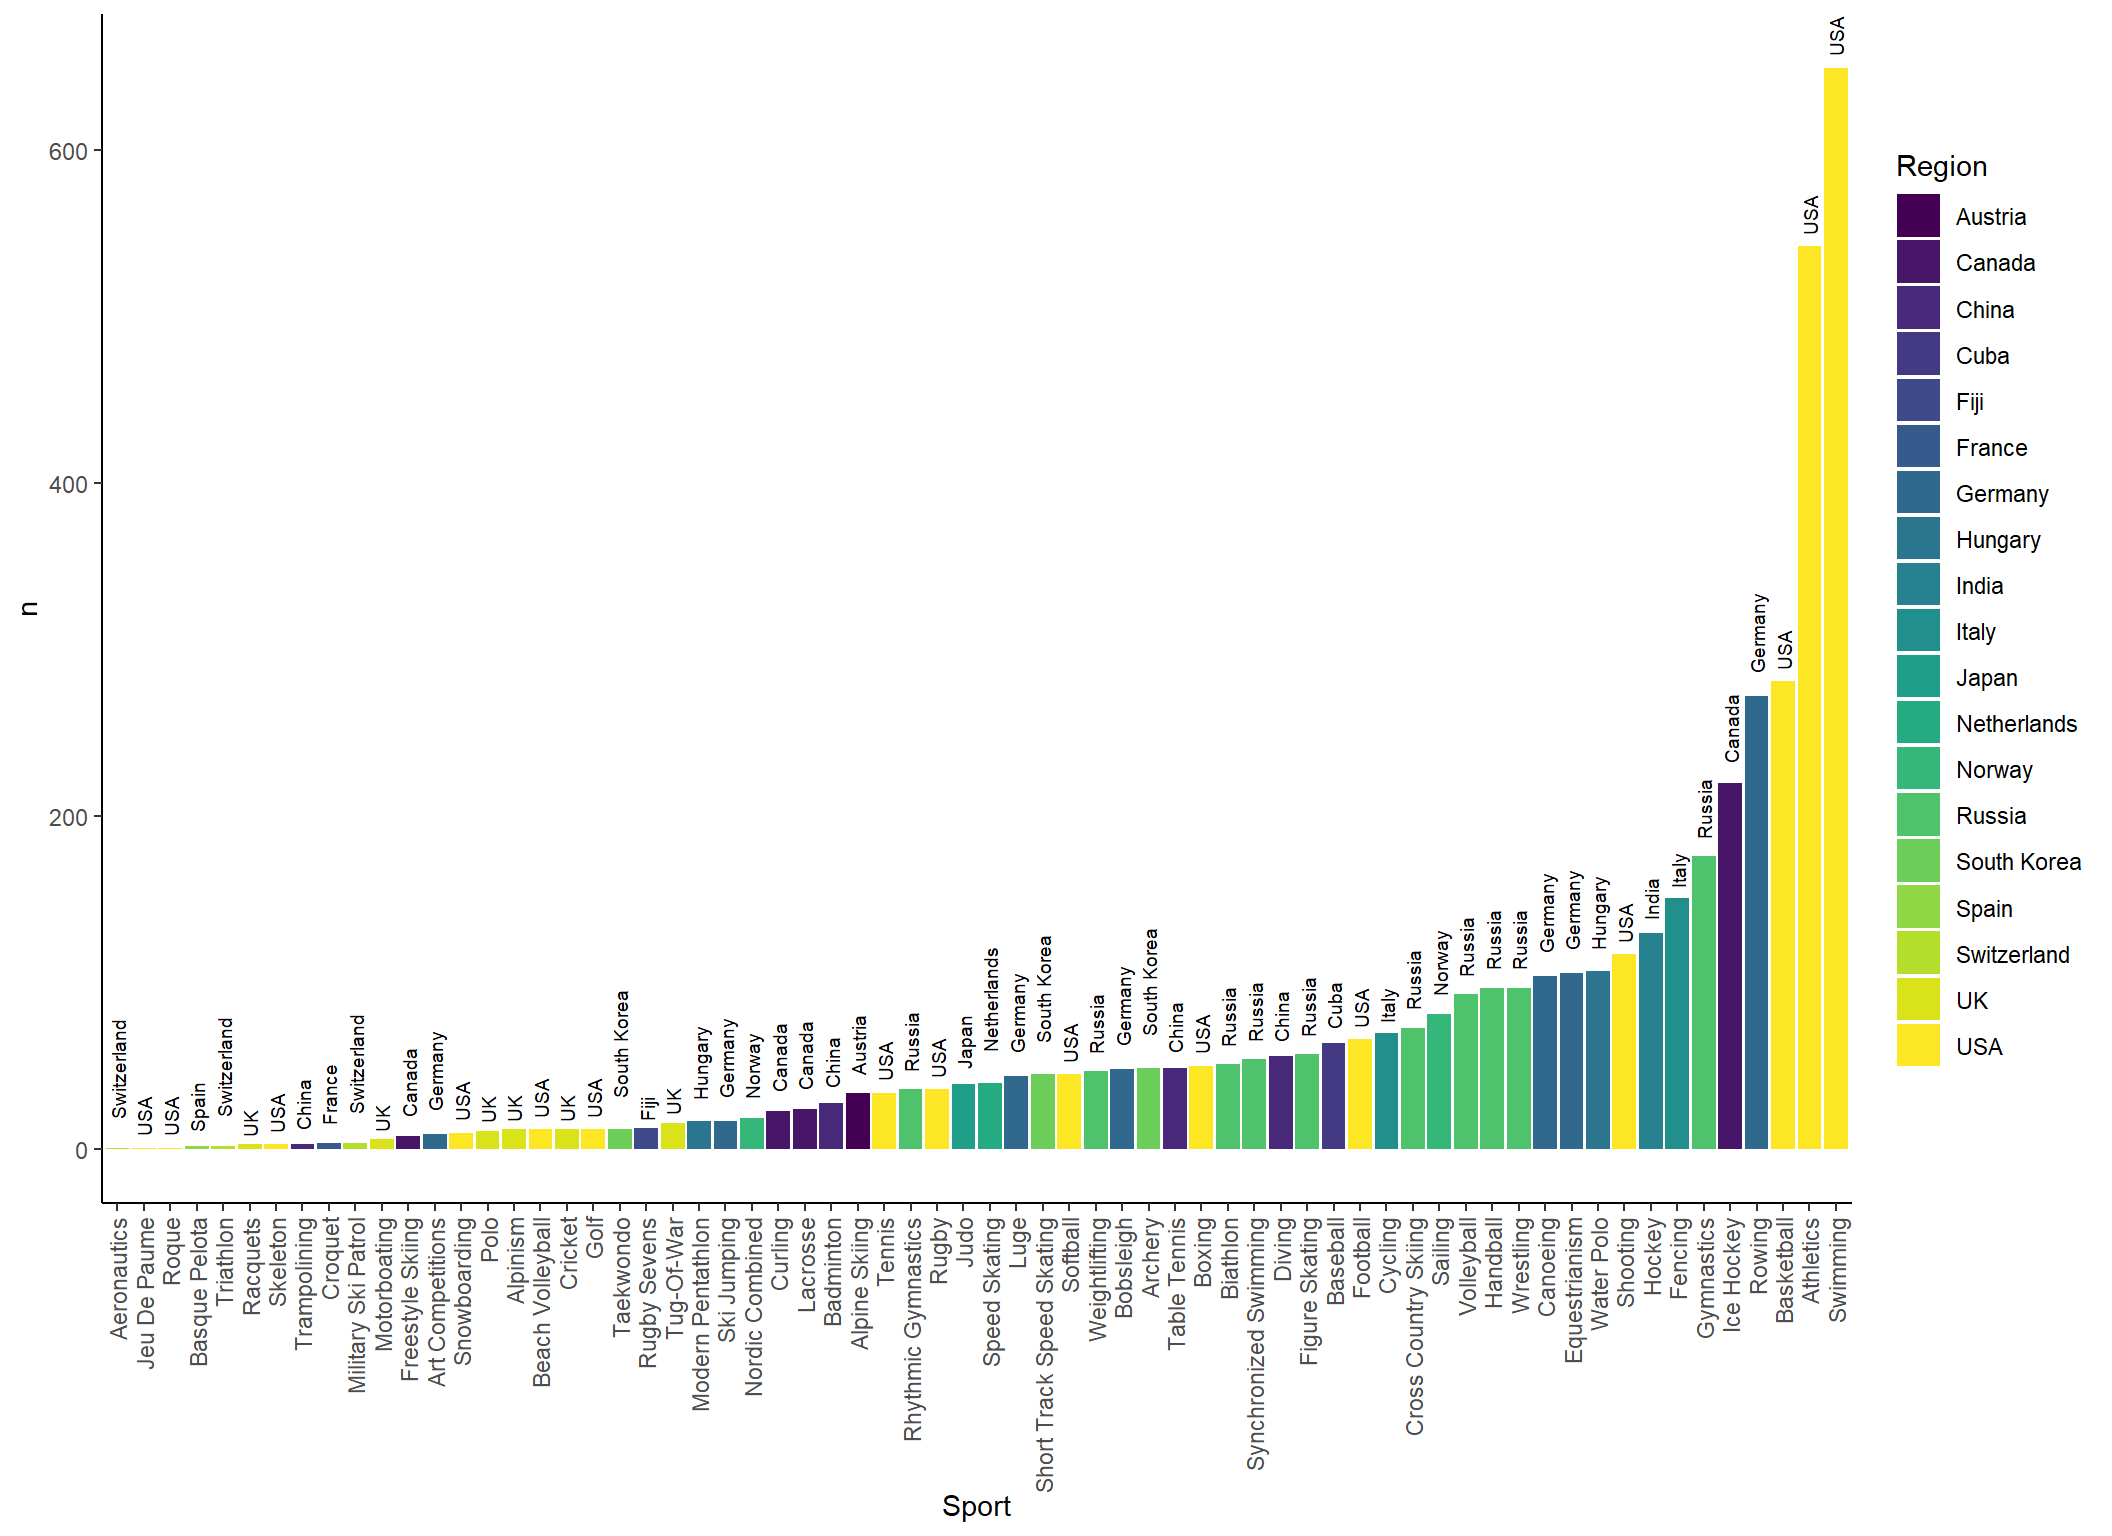 n
600
400
200
0
Switzerland
USA
USA
Spain
Switzerland
UK
USA
China
France
Switzerland
UK
Canada
Germany
USA
UK
UK
USA
UK
USA
South Korea
Fiji
UK
Hungary
Germany
Norway
Canada
Canada
China
Austria
USA
Russia
USA
Japan
Netherlands
Germany
South Korea
USA
Russia
Germany
South Korea
China
USA
Russia
Russia
China
Russia
Cuba
USA
Italy
Russia
Norway
Russia
Russia
Russia
Germany
Germany
Hungary
USA
India
Italy
Russia
Canada
Germany
USA
USA
USA
Aeronautics
Jeu De Paume
Roque
Basque Pelota
Triathlon
Racquets
Skeleton
Trampolining
Croquet
Military Ski Patrol
Motorboating
Freestyle Skiing
Art Competitions
Snowboarding
Polo
Alpinism
Beach Volleyball
Cricket
Golf
Taekwondo
Rugby Sevens
Tug-Of-War
Modern Pentathlon
Ski Jumping
Nordic Combined
Curling
Lacrosse
Badminton
Alpine Skiing
Tennis
Rhythmic Gymnastics
Rugby
Judo
Speed Skating
Luge
Short Track Speed Skating
Softball
Weightlifting
Bobsleigh
Archery
Table Tennis
Boxing
Biathlon
Synchronized Swimming
Diving
Figure Skating
Baseball
Football
Cycling
Cross Country Skiing
Sailing
Volleyball
Handball
Wrestling
Canoeing
Equestrianism
Water Polo
Shooting
Hockey
Fencing
Gymnastics
Ice Hockey
Rowing
Basketball
Athletics
Swimming
Sport
Region
Austria
Canada
China
Cuba
Fiji
France
Germany
Hungary
India
Italy
Japan
Netherlands
Norway
Russia
South Korea
Spain
Switzerland
UK
USA